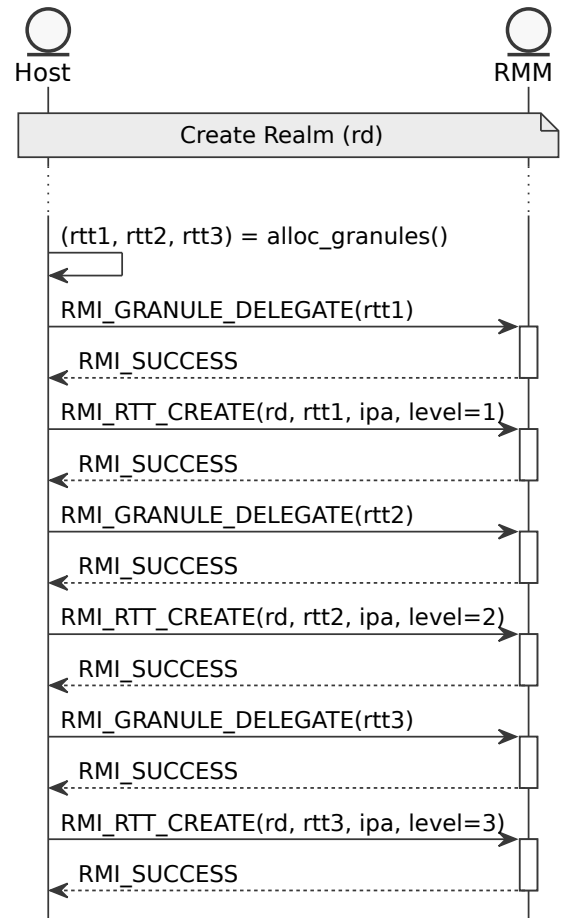 Host
RMM
Create Realm (rd)
(rtt1, rtt2, rtt3) = alloc_granules()
RMI_GRANULE_DELEGATE(rtt1)
RMI_SUCCESS
RMI_RTT_CREATE(rd, rtt1, ipa, level=1)
RMI_SUCCESS
RMI_GRANULE_DELEGATE(rtt2)
RMI_SUCCESS
RMI_RTT_CREATE(rd, rtt2, ipa, level=2)
RMI_SUCCESS
RMI_GRANULE_DELEGATE(rtt3)
RMI_SUCCESS
RMI_RTT_CREATE(rd, rtt3, ipa, level=3)
RMI_SUCCESS